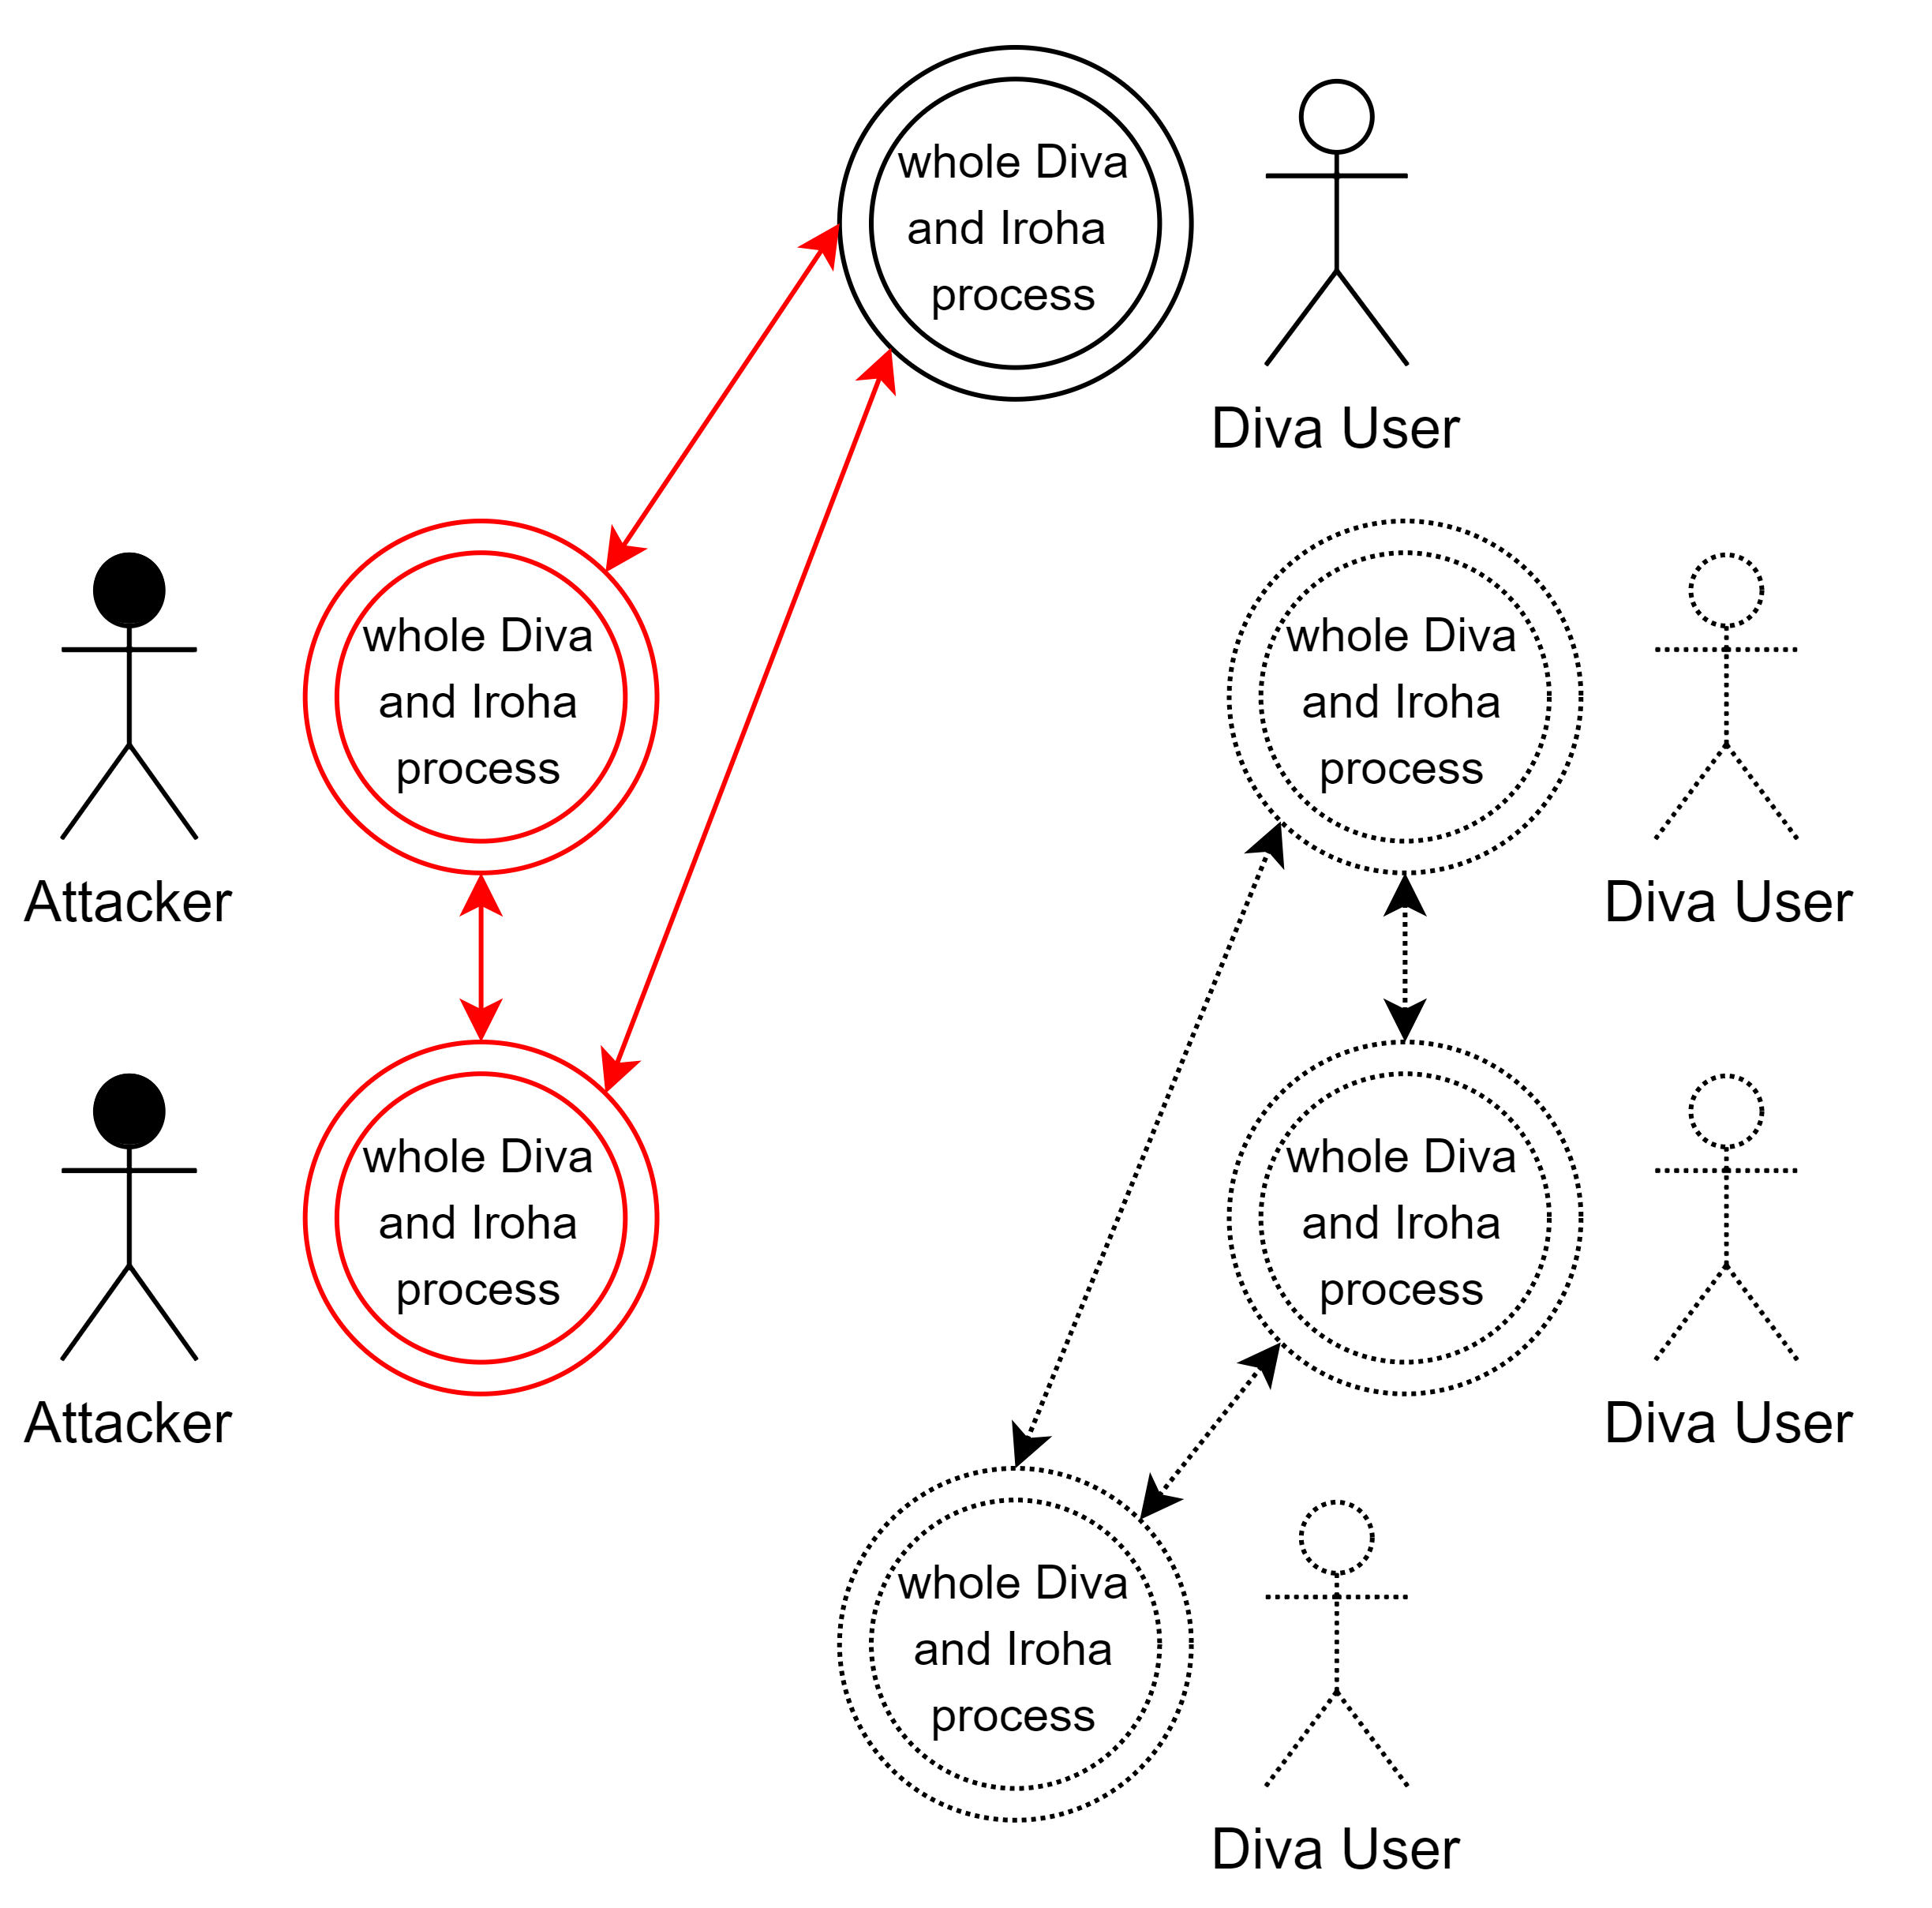 whole Diva
and Iroha
process
Diva User
whole Diva
and Iroha
process
Attacker
whole Diva
and Iroha
process
Diva User
whole Diva
and Iroha
process
Attacker
whole Diva
and Iroha
process
Diva User
whole Diva
and Iroha
process
Diva User